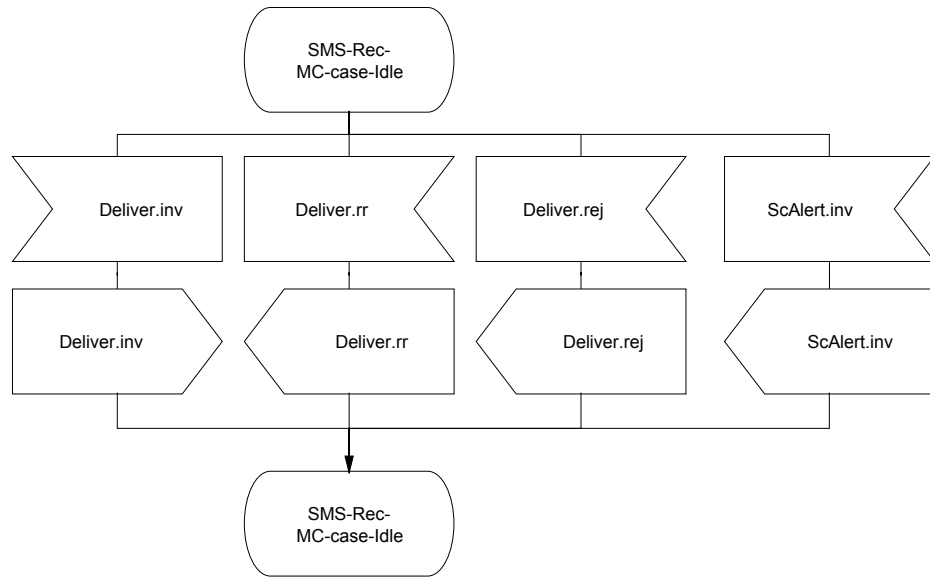 SMS-Rec-
MC-case-Idle
Deliver.inv
Deliver.rr
Deliver.rej
ScAlert.inv
Deliver.inv
Deliver.rr
Deliver.rej
ScAlert.inv
SMS-Rec-
MC-case-Idle